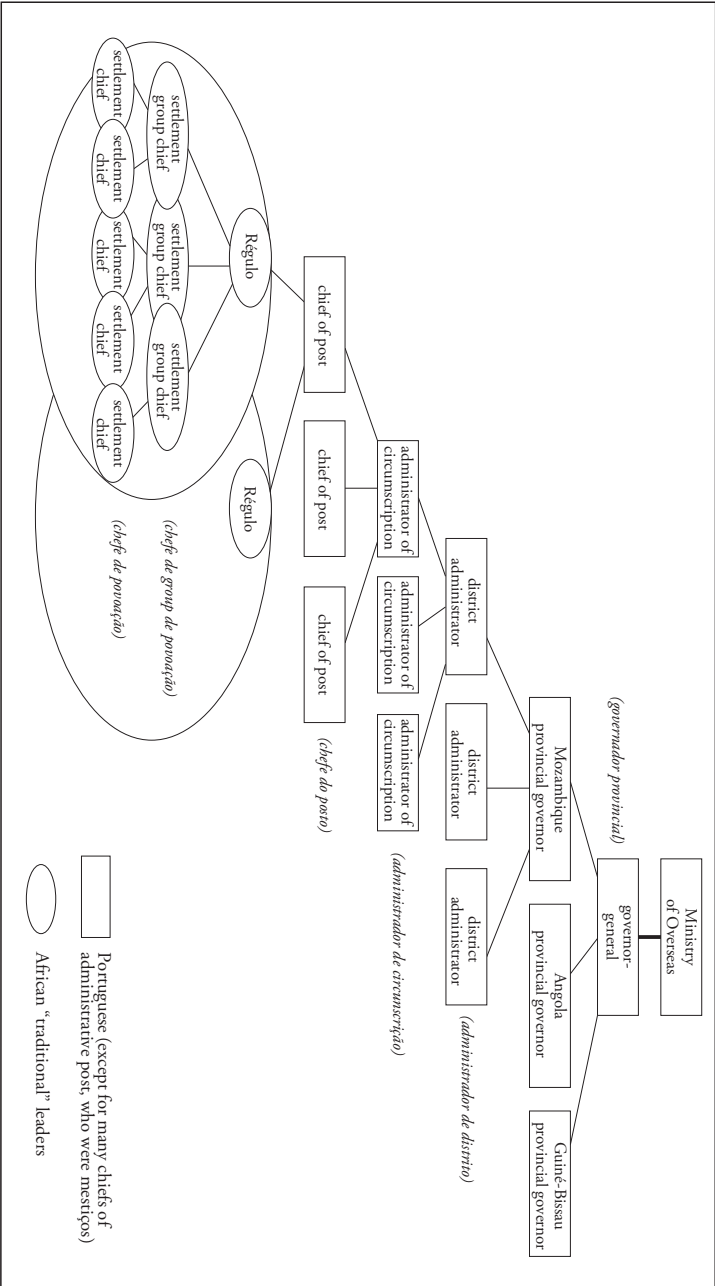 Ministry
of Overseas
governor-
general
(governador provincial)
Mozambique
provincial governor
Angola
provincial governor
Guiné-Bissau
provincial governor
district
administrator
district
administrator
district
administrator
(administrador de distrito)
administrator of
circumscription
administrator of
circumscription
administrator of
circumscription
(administrador de circunscrição)
chief of post
chief of post
chief of post
(chefe do posto)
Régulo
Régulo
settlement
group chief
settlement
group chief
settlement
group chief
(chefe de group de povoação)
settlement
chief
settlement
chief
settlement
chief
settlement
chief
settlement
chief
(chefe de povoação)
Portuguese (except for many chiefs of
administrative post, who were mestiços)
African “traditional” leaders